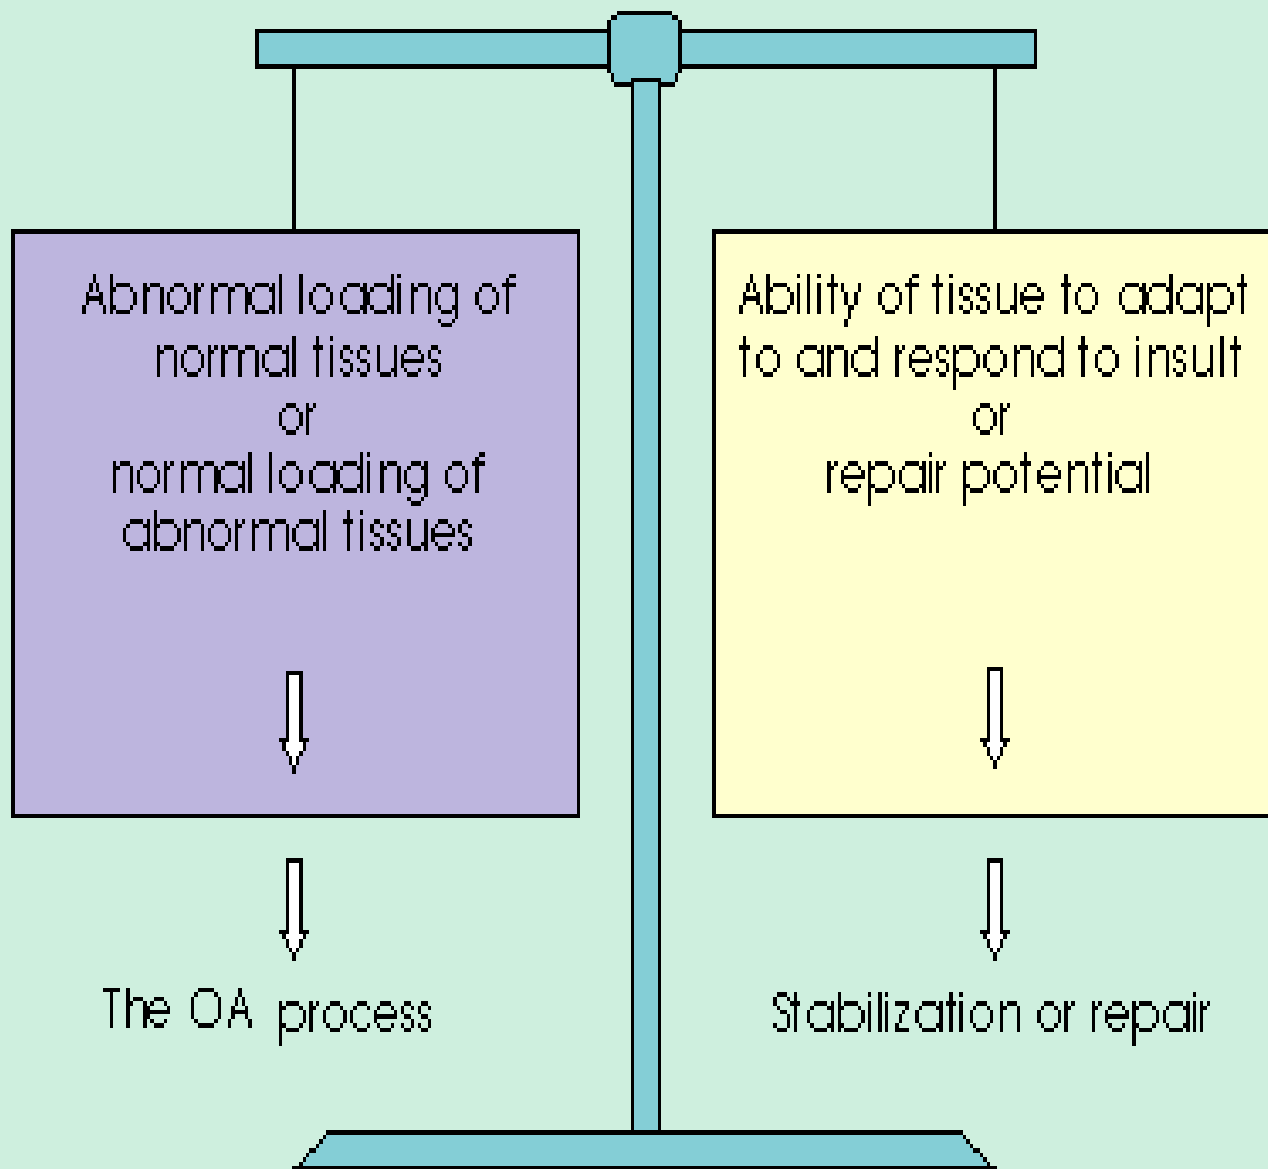 Abnormal loading of
normal tissues
or
normal loading of
abnormal tissues
The OA process
Ability of tissue to adapt
to and respond to insult
or
repair potential
Stabilization or repair